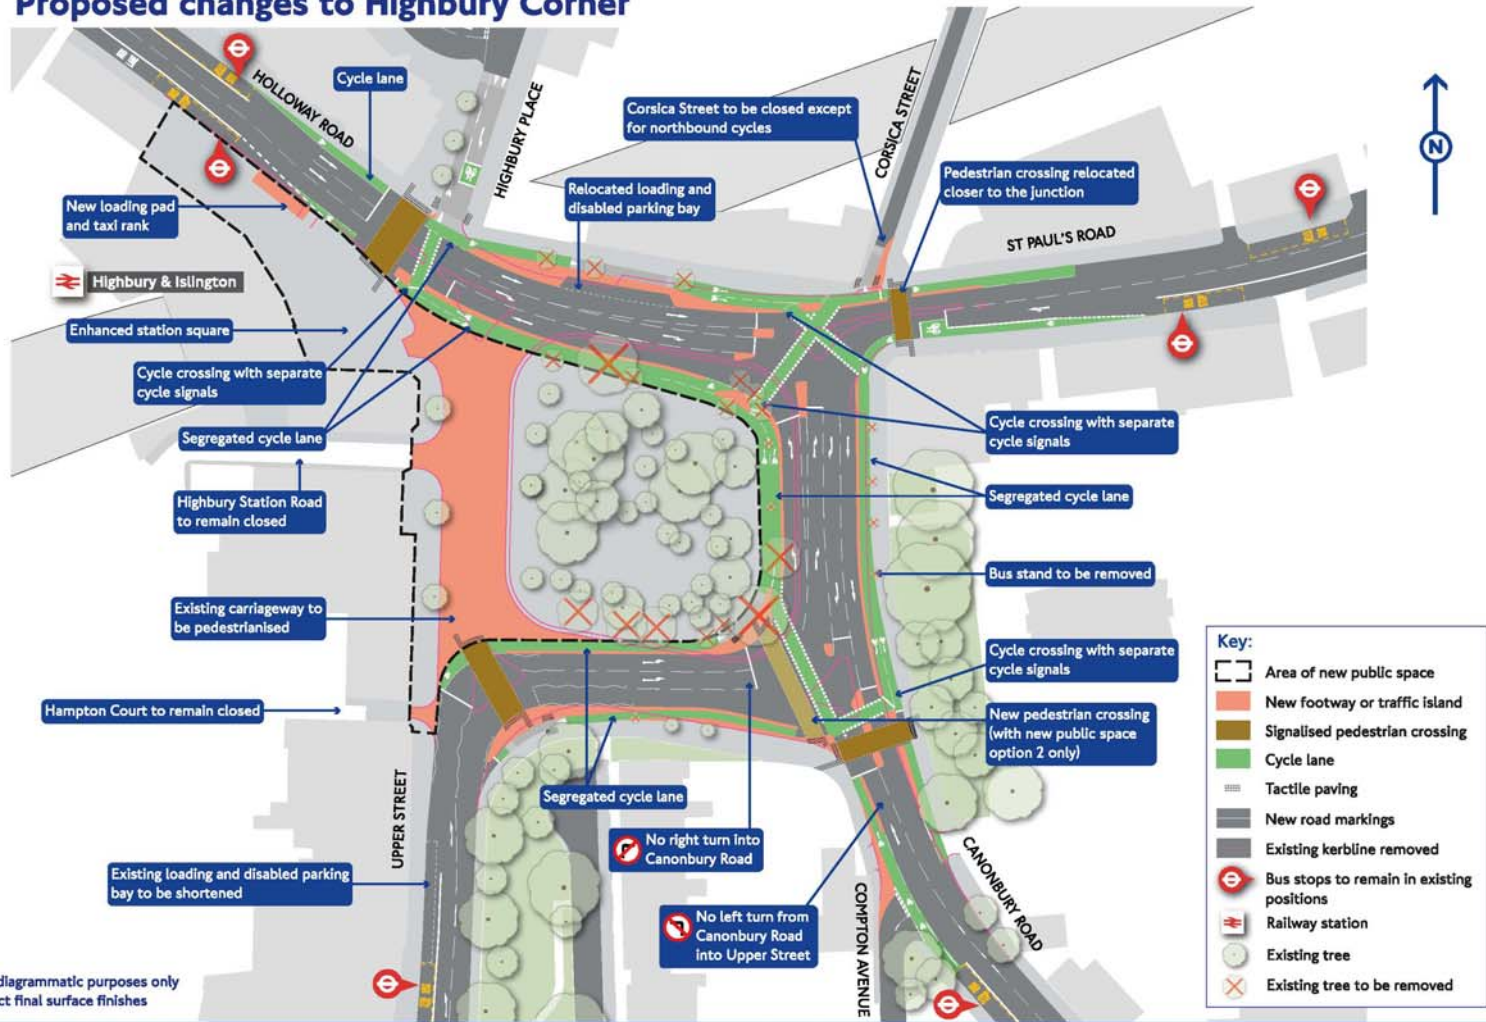 Proposed changes to Highbury Corner
Cycle lane
HOLLOWAY ROAD
HIGHBURY PLACE
Corsica Street to be closed except
for northbound cycles
CORSICA STREET
Pedestrian crossing relocated
closer to the junction
N
New loading pad
and taxi rank
Relocated loading and
disabled parking bay
ST PAUL'S ROAD
Highbury & Islington
Enhanced station square
Cycle crossing with separate
cycle signals
Segregated cycle lane
Highbury Station Road
to remain closed
Cycle crossing with separate
cycle signals
Segregated cycle lane
Bus stand to be removed
Existing carriageway to
be pedestrianised
Cycle crossing with separate
cycle signals
Hampton Court to remain closed
New pedestrian crossing
(with new public space
option 2 only)
Segregated cycle lane
UPPER STREET
No right turn into
Canonbury Road
Existing loading and disabled parking
bay to be shortened
No left turn from
Canonbury Road
into Upper Street
COMPTON AVENUE
CANONBURY ROAD
Key:
Area of new public space
New footway or traffic island
Signalised pedestrian crossing
Cycle lane
Tactile paving
New road markings
Existing kerbline removed
Bus stops to remain in existing
positions
Railway station
Existing tree
Existing tree to be removed
diagrammatic purposes only
ct final surface finishes